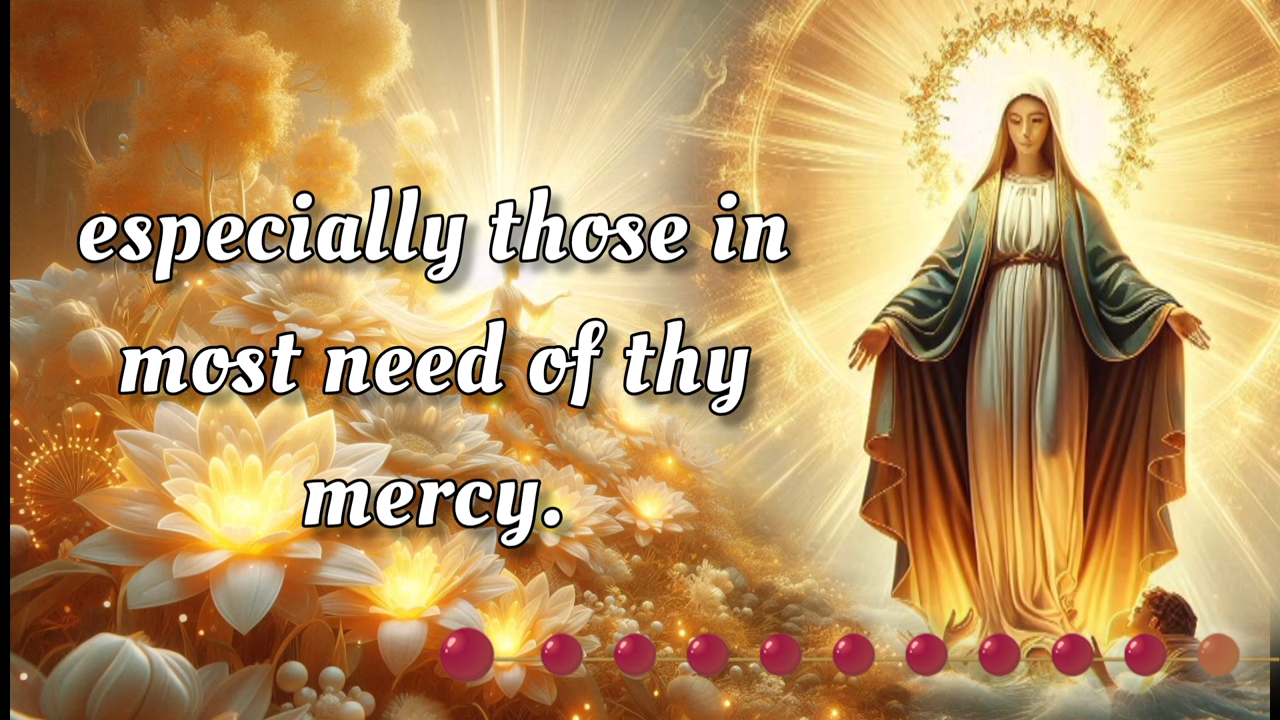 especially those in
most need of thy
mercy.